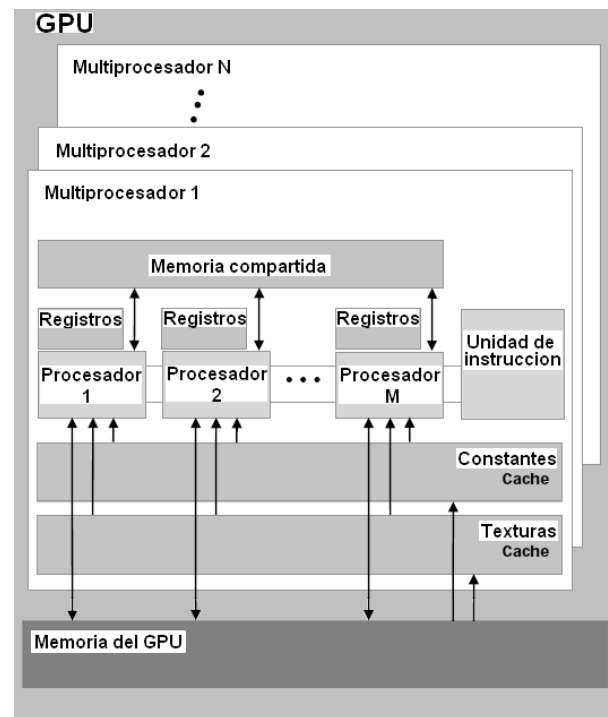 GPU
Multiprocesador N
Multiprocesador 2
Multiprocesador 1
Memoria compartida
Registros
Registros
Registros
Unidad de
instruccion
Procesador
1
Procesador
2
Procesador
M
Constantes
Cache
Texturas
Cache
Memoria del GPU